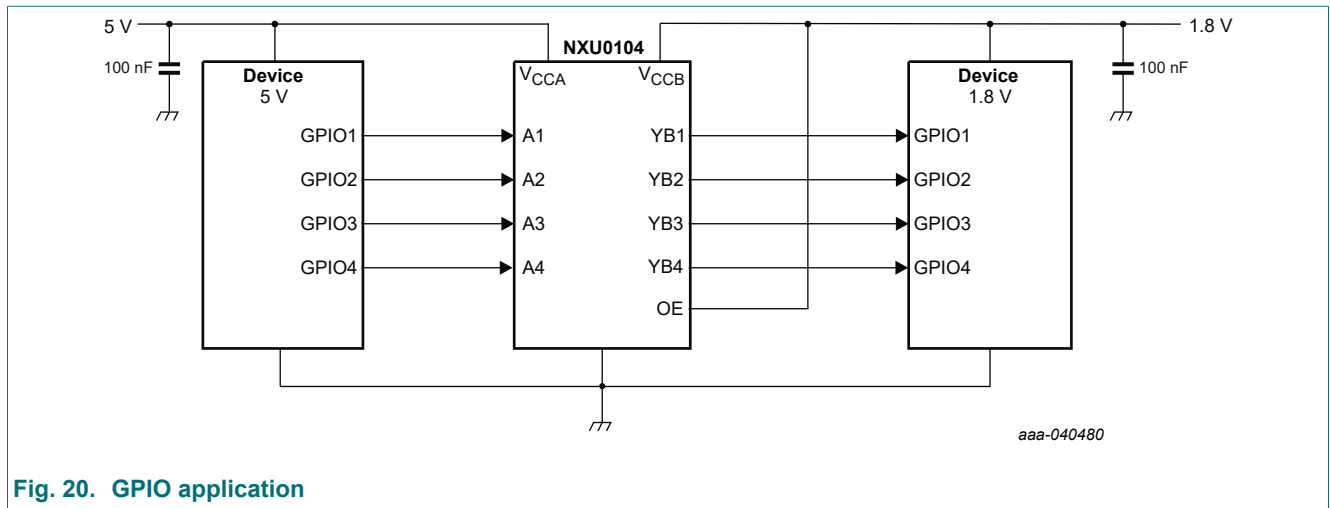 5 V
1.8 V
NXU0104
100 nF
Device
5 V
VCCA
VCCB
Device
1.8 V
100 nF
GPIO1
A1
YB1
GPIO1
GPIO2
A2
YB2
GPIO2
GPIO3
A3
YB3
GPIO3
GPIO4
A4
YB4
GPIO4
OE
aaa-040480
Fig. 20. GPIO application